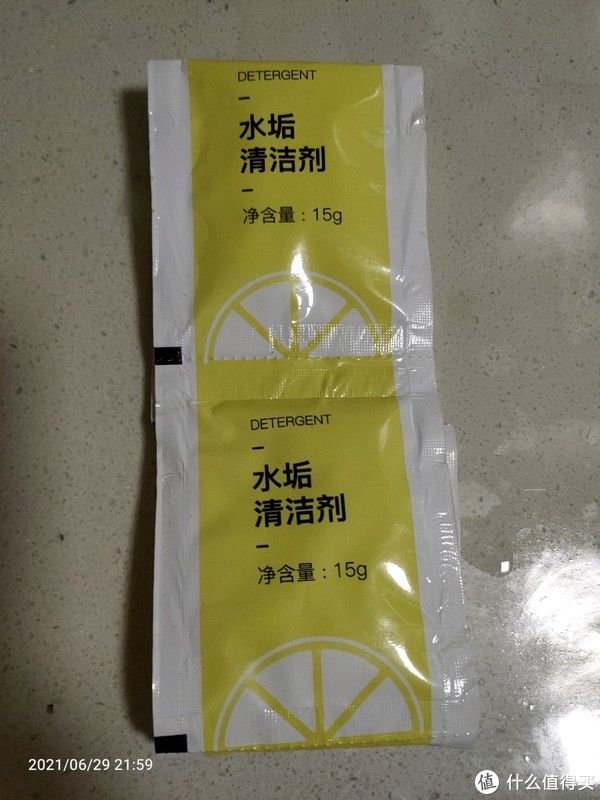 DETERGENT
水垢
清洁剂
净含量：15g
DETERGENT
水垢
清洁剂
净含量：15g
2021/06/29 21:59
值 什么值得买